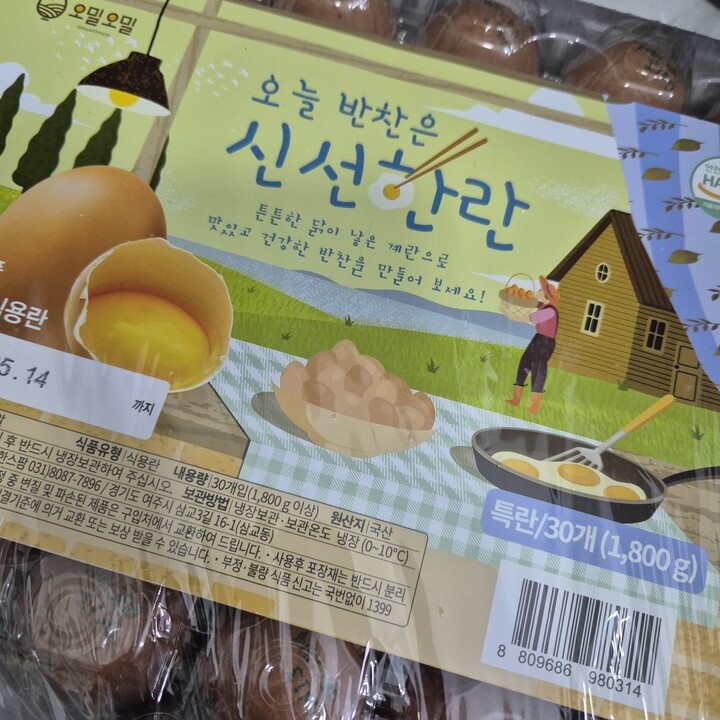 오밀오밀
오늘 반찬은
신선한란
튼튼한 닭이 낳은 계란으로
맛있고 건강한 반찬을 만들어 보세요!
식용란
5.14
까지
식품유형 식용란 내용량 30개입(1,800g 이상) 원산지 국산
후 반드시 냉장보관하여 주십시오. 보관방법 냉장보관·보관온도 냉장 (0~10°C)
031)8087-7896 / 경기도 여주시 삼교3길 16-1(삼교동)
중 변질 및 파손된 제품은 구입처에서 교환하여 드립니다. · 사용후 포장재는 반드시 분리
결기준에 의거 교환 또는 보상 받을 수 있습니다. · 부정·불량 식품 신고는 국번없이 1399
특란/30개 (1,800g)
8 809686 980314
안전
HA